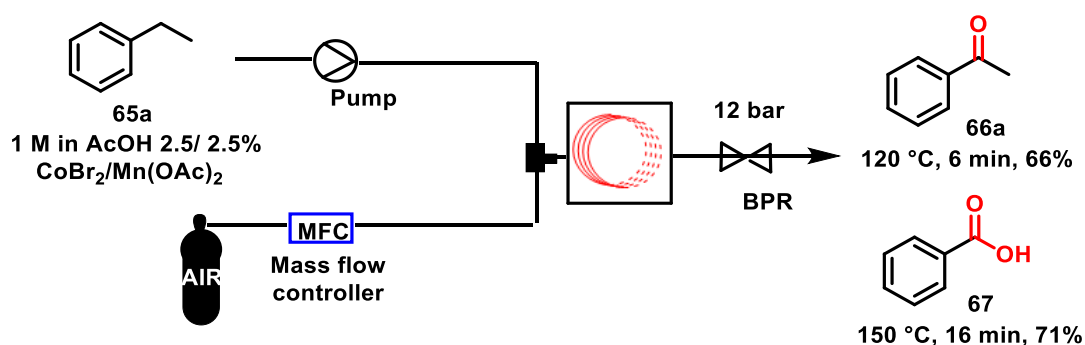 65a
1 M in AcOH 2.5/ 2.5%
CoBr₂/Mn(OAc)₂
Pump
AIR
MFC
Mass flow
controller
12 bar
BPR
O
66a
120 °C, 6 min, 66%
O
OH
67
150 °C, 16 min, 71%